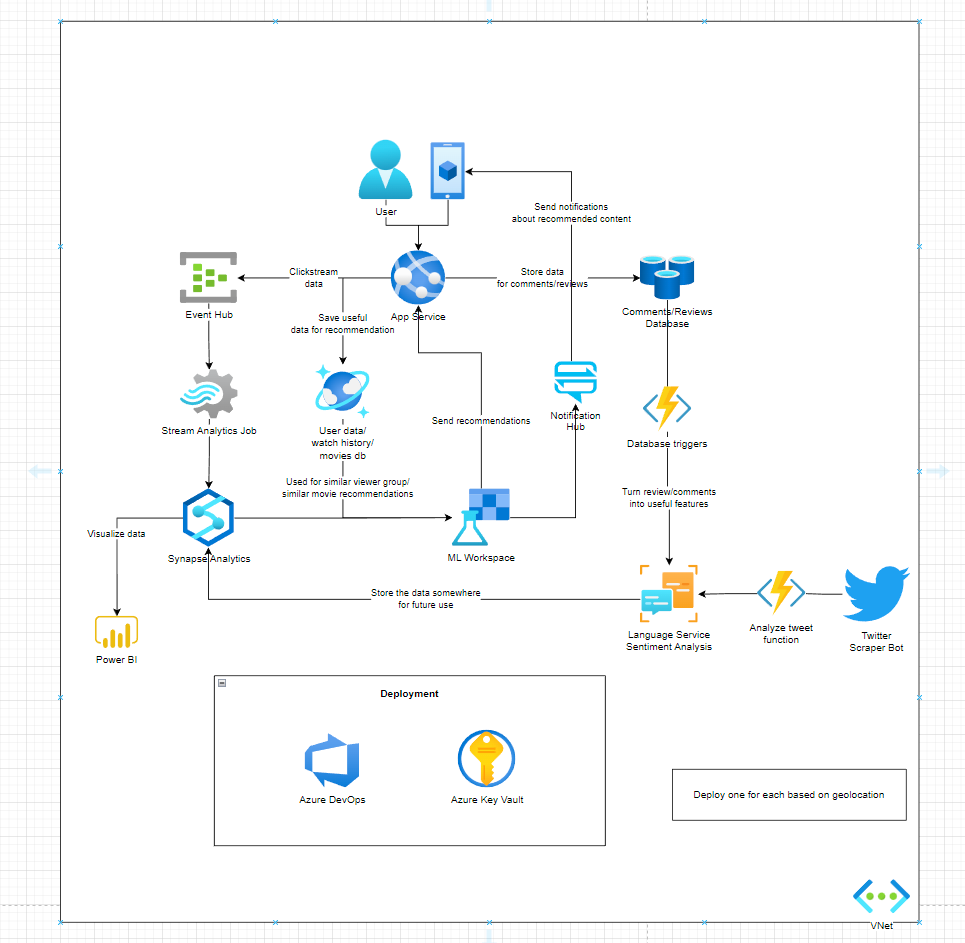 User
Send notifications
about recommended content
Clickstream
data
Store data
for comments/reviews
Event Hub
App Service
Comments/Reviews
Database
Save useful
data for recommendation
Stream Analytics Job
User data/
watch history/
movies db
Send recommendations
Notification
Hub
Database triggers
Used for similar viewer group/
similar movie recommendations
Turn review/comments
into useful features
Visualize data
Synapse Analytics
ML Workspace
Store the data somewhere
for future use
Power BI
Language Service
Sentiment Analysis
Analyze tweet
function
Twitter
Scraper Bot
Deployment
Azure DevOps
Azure Key Vault
Deploy one for each based on geolocation
VNet